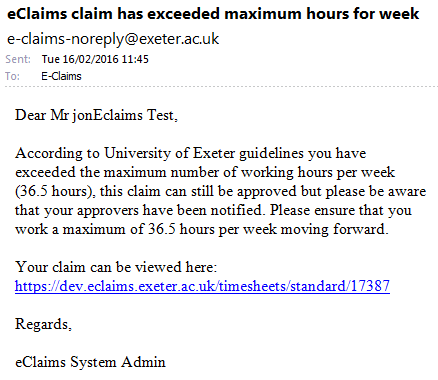 eClaims claim has exceeded maximum hours for week
e-claims-noreply@exeter.ac.uk
Sent: Tue 16/02/2016 11:45
To: E-Claims
Dear Mr jonEclaims Test,
According to University of Exeter guidelines you have
exceeded the maximum number of working hours per week
(36.5 hours), this claim can still be approved but please be aware
that your approvers have been notified. Please ensure that you
work a maximum of 36.5 hours per week moving forward.
Your claim can be viewed here:
https://dev.eclaims.exeter.ac.uk/timesheets/standard/17387
Regards,
eClaims System Admin